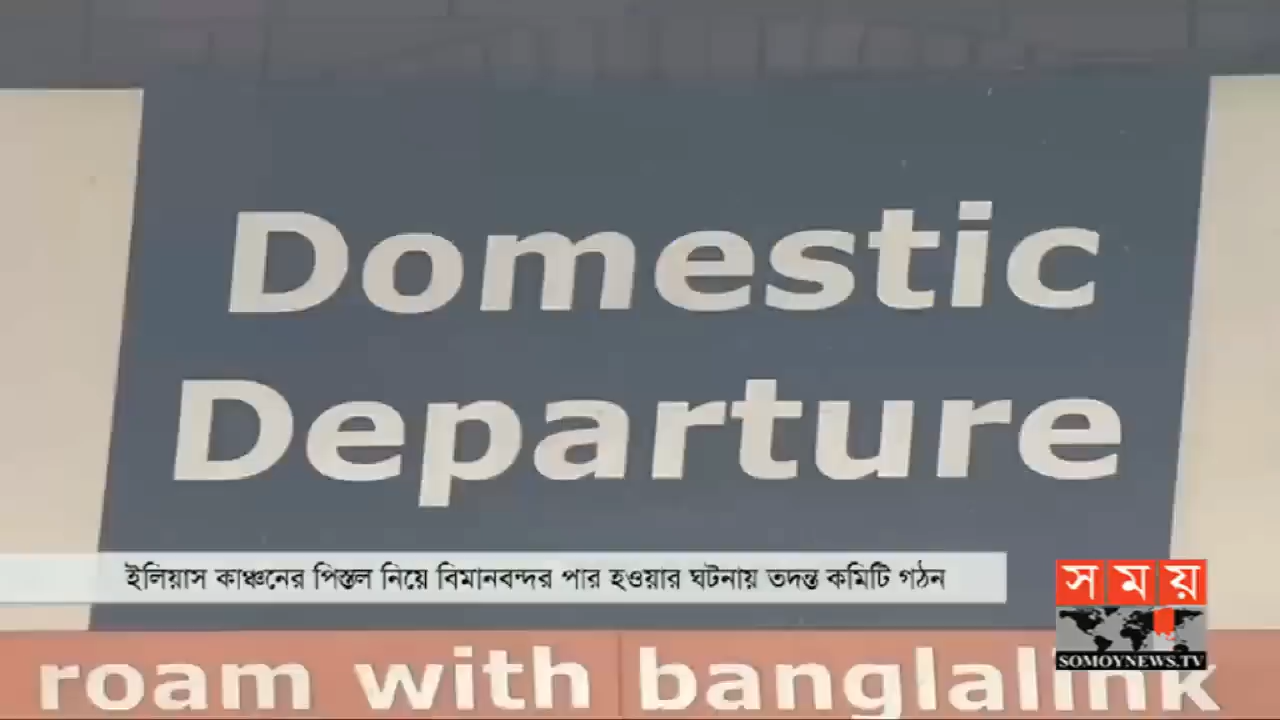 Domestic
Departure
ইলিয়াস কাঞ্চনের পিস্তল নিয়ে বিমানবন্দর পার হওয়ার ঘটনায় তদন্ত কমিটি গঠন
সময়
SOMOYNEWS.TV
roam with banglalink